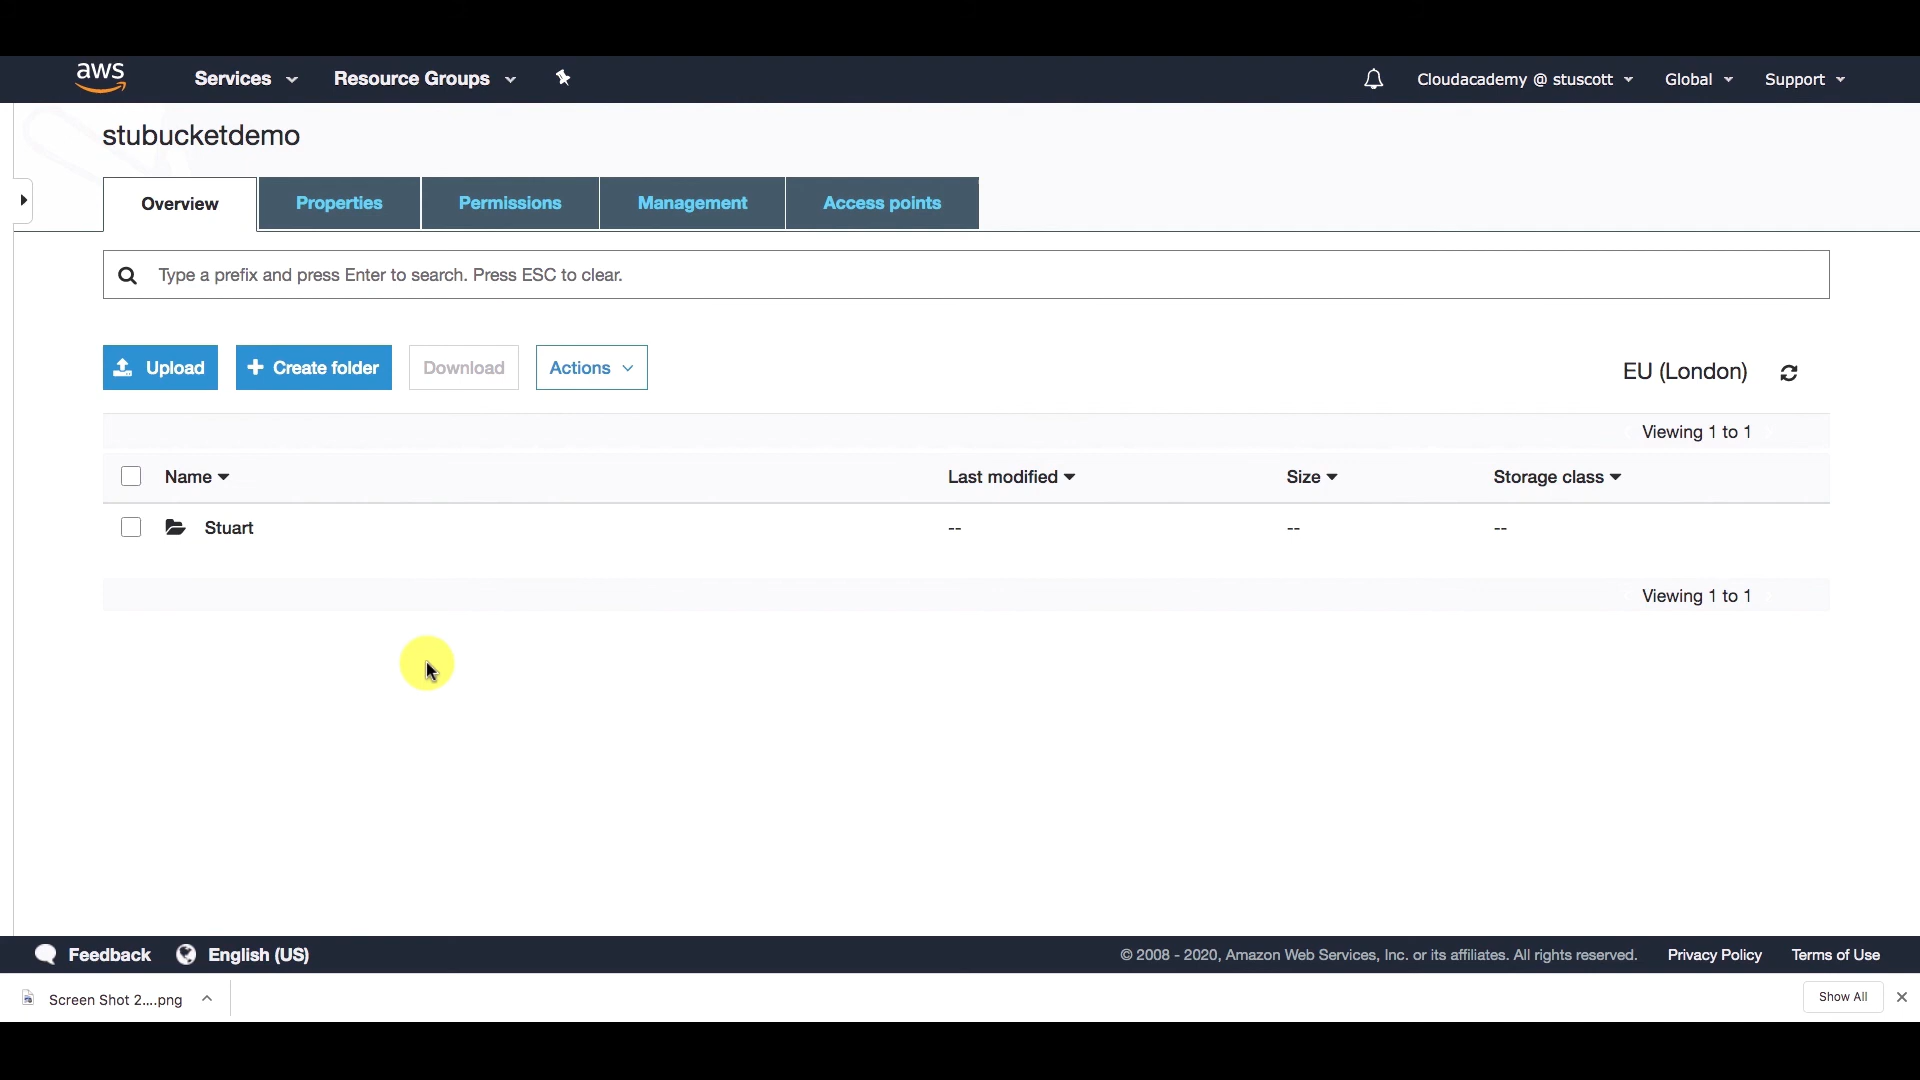 aws Services Resource Groups Cloudacademy @ stuscott Global Support
stubucketdemo
Overview Properties Permissions Management Access points
Type a prefix and press Enter to search. Press ESC to clear.
Upload Create folder Download Actions EU (London)
Viewing 1 to 1
Name Last modified Size Storage class
Stuart -- -- --
Viewing 1 to 1
Feedback English (US) © 2008 - 2020, Amazon Web Services, Inc. or its affiliates. All rights reserved. Privacy Policy Terms of Use
Screen Shot 2....png Show All